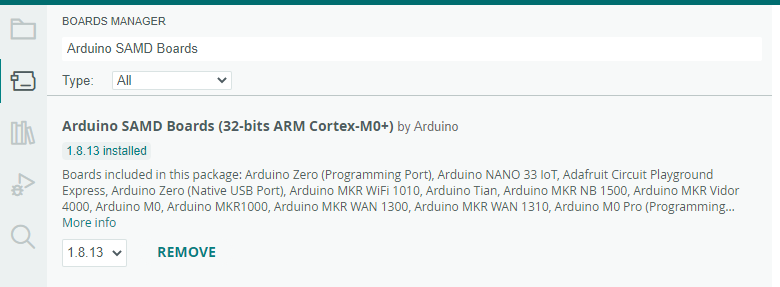 BOARDS MANAGER
Arduino SAMD Boards
Type: All
Arduino SAMD Boards (32-bits ARM Cortex-M0+) by Arduino
1.8.13 installed
Boards included in this package: Arduino Zero (Programming Port), Arduino NANO 33 IoT, Adafruit Circuit Playground
Express, Arduino Zero (Native USB Port), Arduino MKR WiFi 1010, Arduino Tian, Arduino MKR NB 1500, Arduino MKR Vidor
4000, Arduino M0, Arduino MKR1000, Arduino MKR WAN 1300, Arduino MKR WAN 1310, Arduino M0 Pro (Programming...
More info
1.8.13 REMOVE